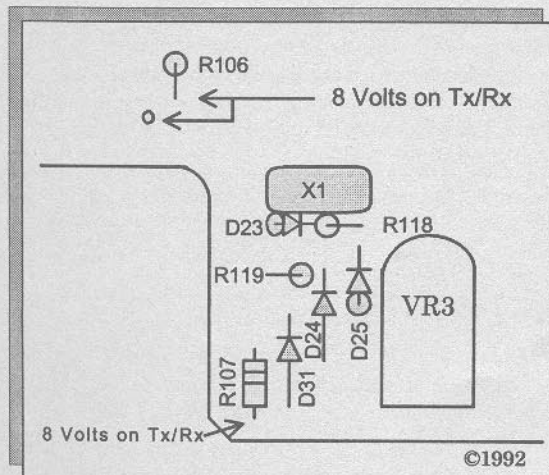 R106
8 Volts on Tx/Rx
X1
D23
R118
R119
VR3
D24
D25
R107
D31
8 Volts on Tx/Rx
©1992